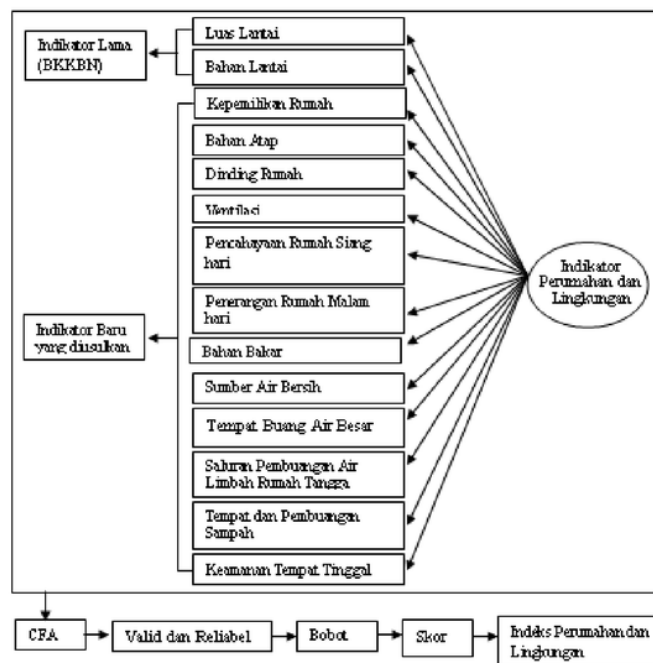 Indikator Lama
(BKKBN)
Luas Lantai
Bahan Lantai
Kepemilikan Rumah
Bahan Atap
Dinding Rumah
Ventilasi
Pencahayaan Rumah Siang
hari
Penerangan Rumah Malam
hari
Bahan Bakar
Sumber Air Bersih
Tempat Buang Air Besar
Saluran Pembuangan Air
Limbah Rumah Tangga
Tempat dan Pembuangan
Sampah
Keamanan Tempat Tinggal
Indikator Baru
yang diusulkan
Indikator
Perumahan dan
Lingkungan
CFA
Valid dan Reliabel
Bobot
Skor
Indeks Perumahan dan
Lingkungan